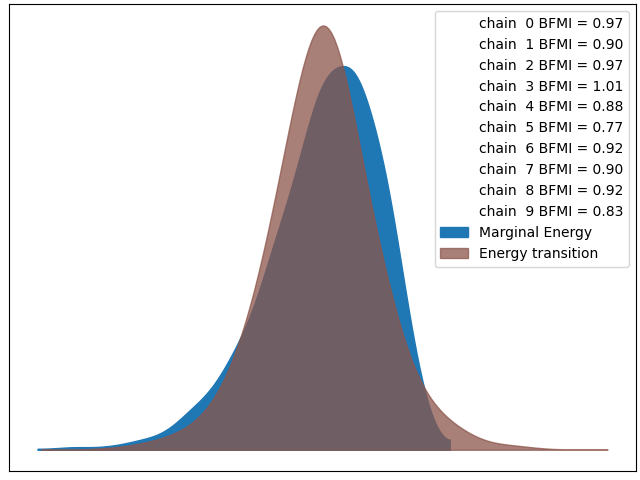 chain  0 BFMI = 0.97
chain  1 BFMI = 0.90
chain  2 BFMI = 0.97
chain  3 BFMI = 1.01
chain  4 BFMI = 0.88
chain  5 BFMI = 0.77
chain  6 BFMI = 0.92
chain  7 BFMI = 0.90
chain  8 BFMI = 0.92
chain  9 BFMI = 0.83
Marginal Energy
Energy transition